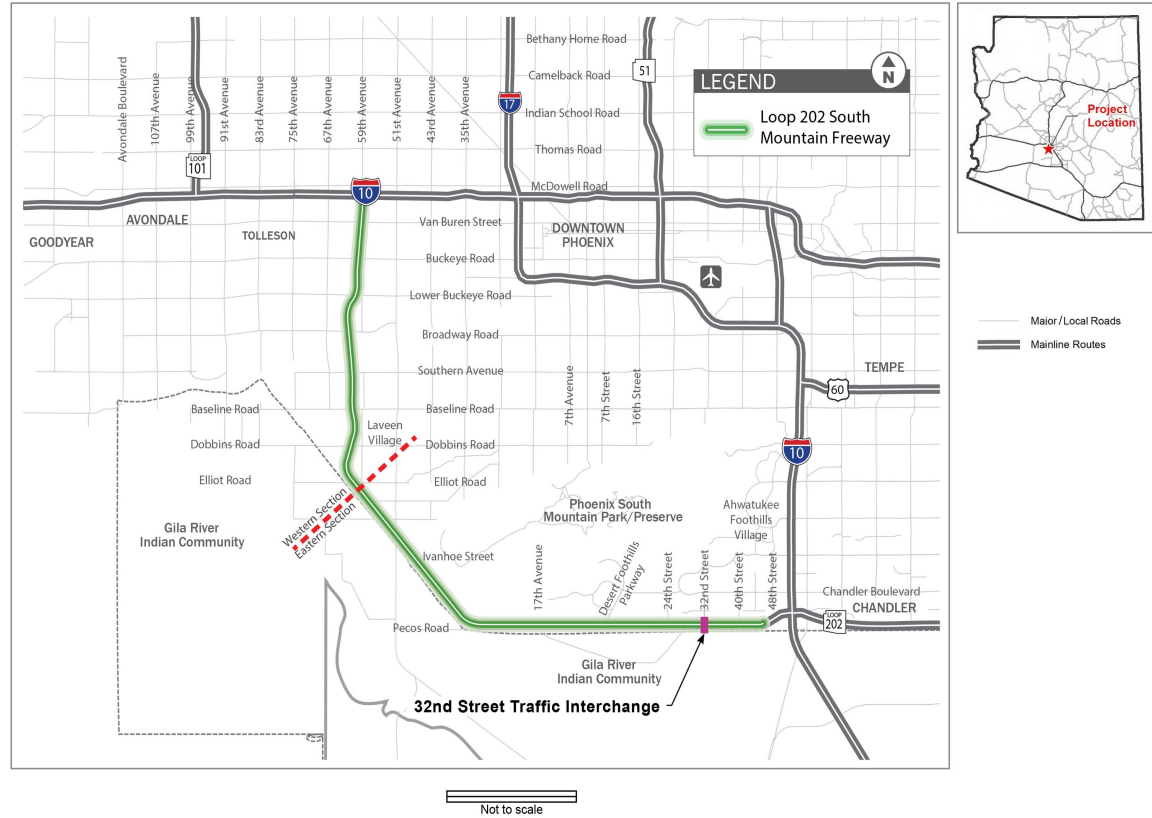 Bethany Home Road
Camelback Road
Indian School Road
Thomas Road
McDowell Road
51
17
N
LEGEND
Loop 202 South
Mountain Freeway
Project
Location
Avondale Boulevard
107th Avenue
99th Avenue
91st Avenue
83rd Avenue
75th Avenue
67th Avenue
59th Avenue
51st Avenue
43rd Avenue
35th Avenue
LOOP
101
10
AVONDALE
GOODYEAR
TOLLESON
Van Buren Street
DOWNTOWN
PHOENIX
Buckeye Road
Lower Buckeye Road
Broadway Road
Southern Avenue
Baseline Road
Dobbins Road
Elliot Road
7th Avenue
7th Street
16th Street
TEMPE
60
10
Major/Local Roads
Mainline Routes
Baseline Road
Dobbins Road
Elliot Road
Laveen
Village
Western Section
Eastern Section
Gila River
Indian Community
Phoenix South
Mountain Park/Preserve
Ahwatukee
Foothills
Village
Ivanhoe Street
17th Avenue
Desert Foothills
Parkway
24th Street
32nd Street
40th Street
48th Street
Chandler Boulevard
CHANDLER
LOOP
202
Pecos Road
Gila River
Indian Community
32nd Street Traffic Interchange
Not to scale